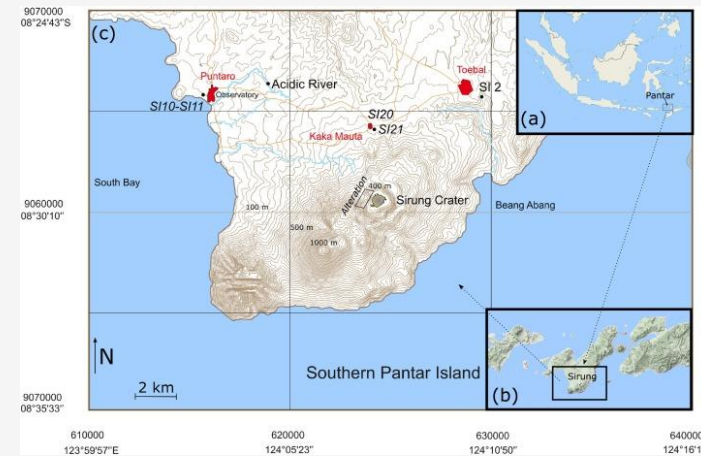 9070000
08°24'43"S
(c)
Puntaro
Observatory
SI10-SI11
Acidic River
Toebal
SI 2
SI20
SI21
Kaka Mauta
Pantar
(a)
South Bay
9060000
08°30'10"
Alteration
400 m
Sirung Crater
Beang Abang
100 m
500 m
1000 m
N
2 km
Southern Pantar Island
Sirung
(b)
9070000
08°35'33"
610000
620000
630000
640000
123°59'57"E
124°05'23"
124°10'50"
124°16'1